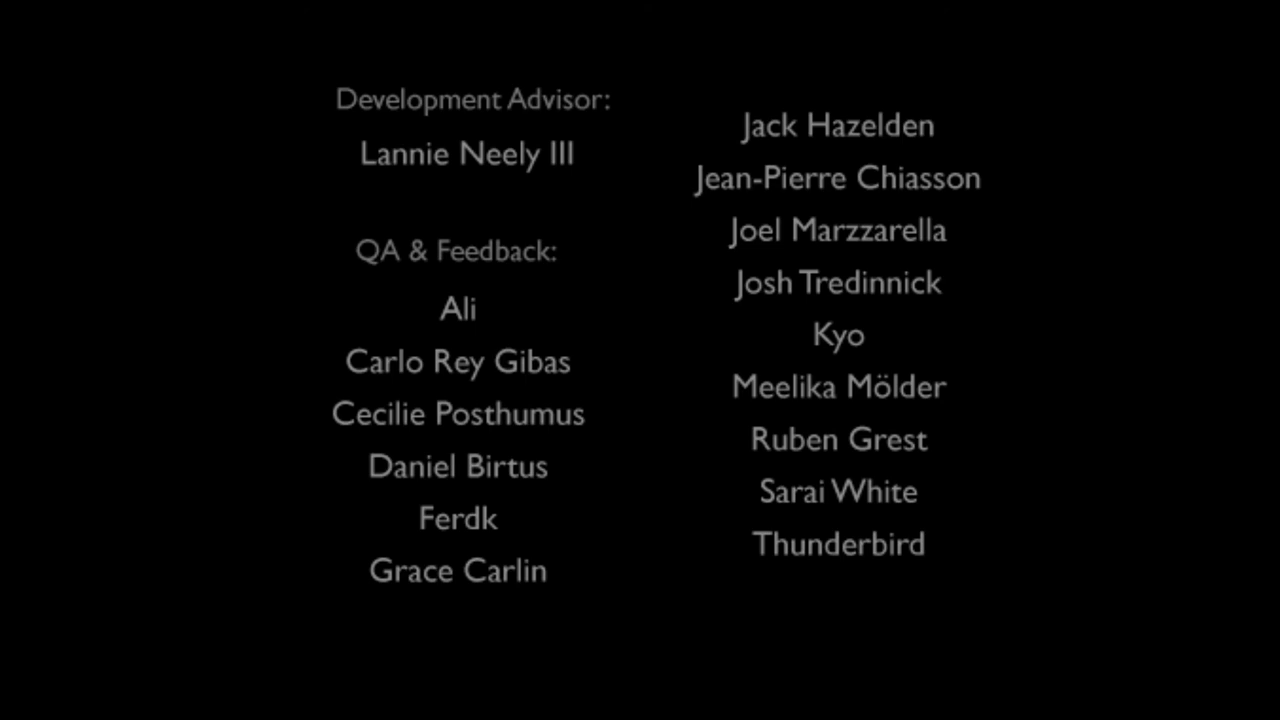 Development Advisor:
Lannie Neely III
QA & Feedback:
Ali
Carlo Rey Gibas
Cecilie Posthumus
Daniel Birtus
Ferdk
Grace Carlin
Jack Hazelden
Jean-Pierre Chiasson
Joel Marzzarella
Josh Tredinnick
Kyo
Meelika Mölder
Ruben Grest
Sarai White
Thunderbird